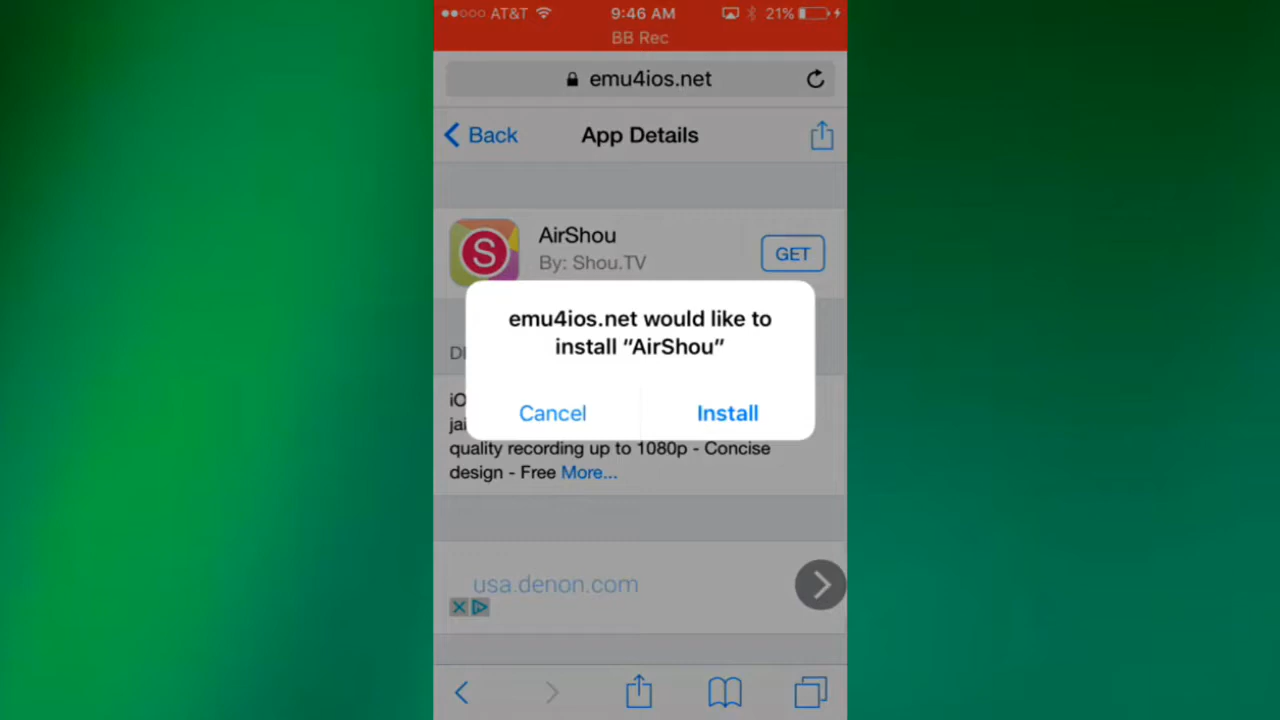 AT&T 9:46 AM 21%
BB Rec
emu4ios.net
Back App Details
S
AirShou
By: Shou.TV
GET
emu4ios.net would like to
install “AirShou”
Cancel Install
quality recording up to 1080p - Concise
design - Free More...
usa.denon.com